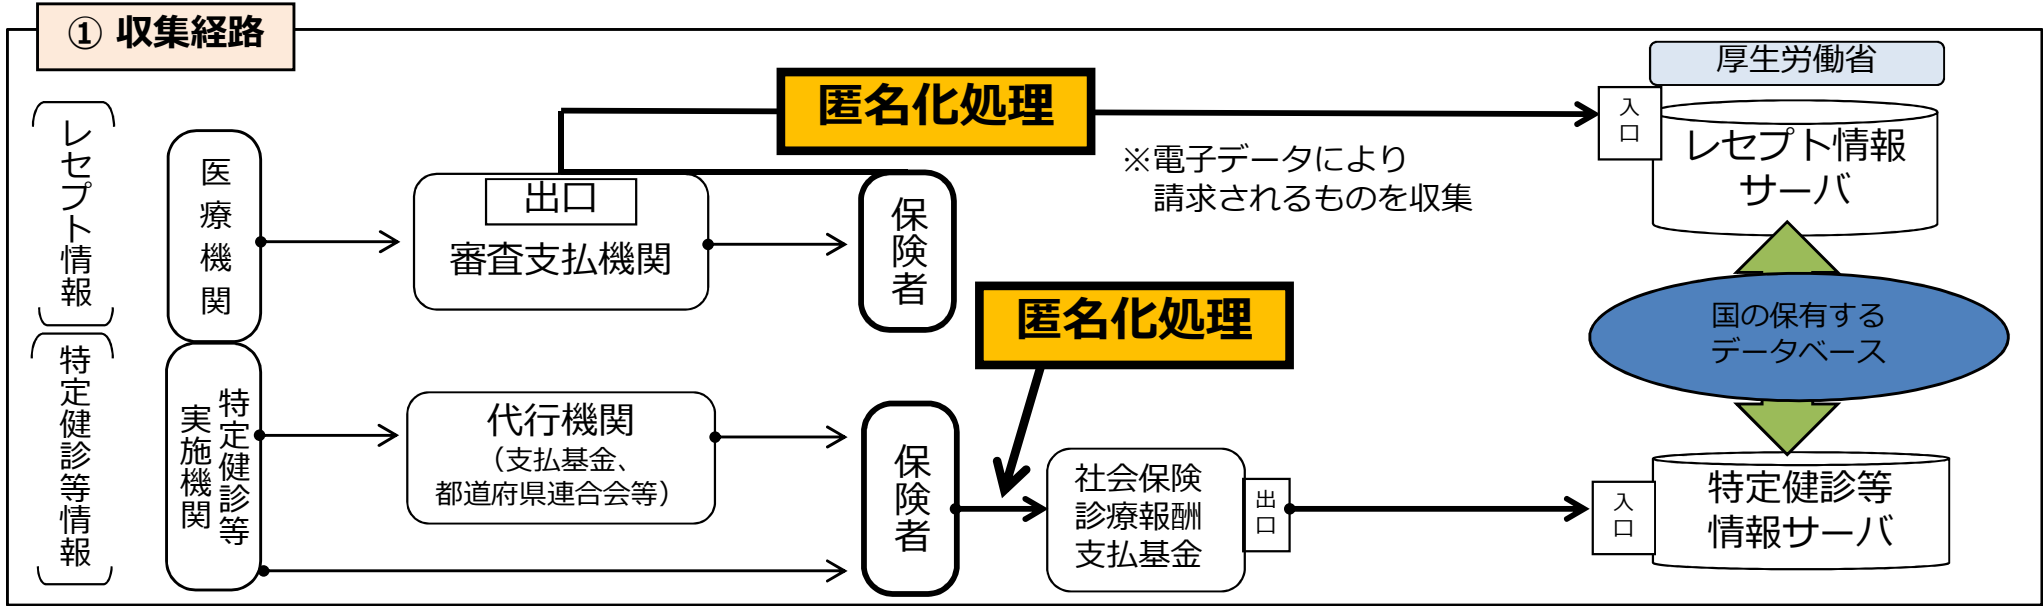 ① 収集経路
厚生労働省
レセプト情報
医療機関
出口
審査支払機関
保険者
匿名化処理
※電子データにより
請求されるものを収集
入口
レセプト情報
サーバ
国の保有する
データベース
匿名化処理
特定健診等情報
特定健診等
実施機関
代行機関
（支払基金、
都道府県連合会等）
保険者
社会保険
診療報酬
支払基金
出口
入口
特定健診等
情報サーバ